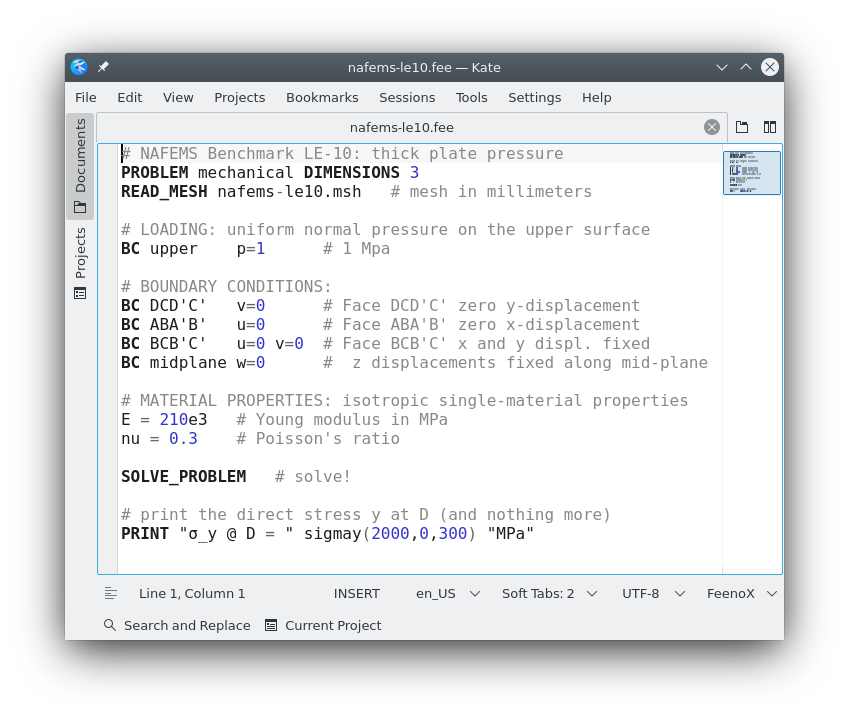 nafems-le10.fee — Kate
File Edit View Projects Bookmarks Sessions Tools Settings Help
Documents
Projects
nafems-le10.fee
# NAFEMS Benchmark LE-10: thick plate pressure
PROBLEM mechanical DIMENSIONS 3
READ_MESH nafems-le10.msh   # mesh in millimeters

# LOADING: uniform normal pressure on the upper surface
BC upper    p=1      # 1 Mpa

# BOUNDARY CONDITIONS:
BC DCD'C'   v=0      # Face DCD'C' zero y-displacement
BC ABA'B'   u=0      # Face ABA'B' zero x-displacement
BC BCB'C'   u=0 v=0  # Face BCB'C' x and y displ. fixed
BC midplane w=0      #  z displacements fixed along mid-plane

# MATERIAL PROPERTIES: isotropic single-material properties
E = 210e3   # Young modulus in MPa
nu = 0.3    # Poisson's ratio

SOLVE_PROBLEM   # solve!

# print the direct stress y at D (and nothing more)
PRINT "σ_y @ D = " sigmay(2000,0,300) "MPa"
Line 1, Column 1 INSERT en_US Soft Tabs: 2 UTF-8 FeenoX
Search and Replace Current Project